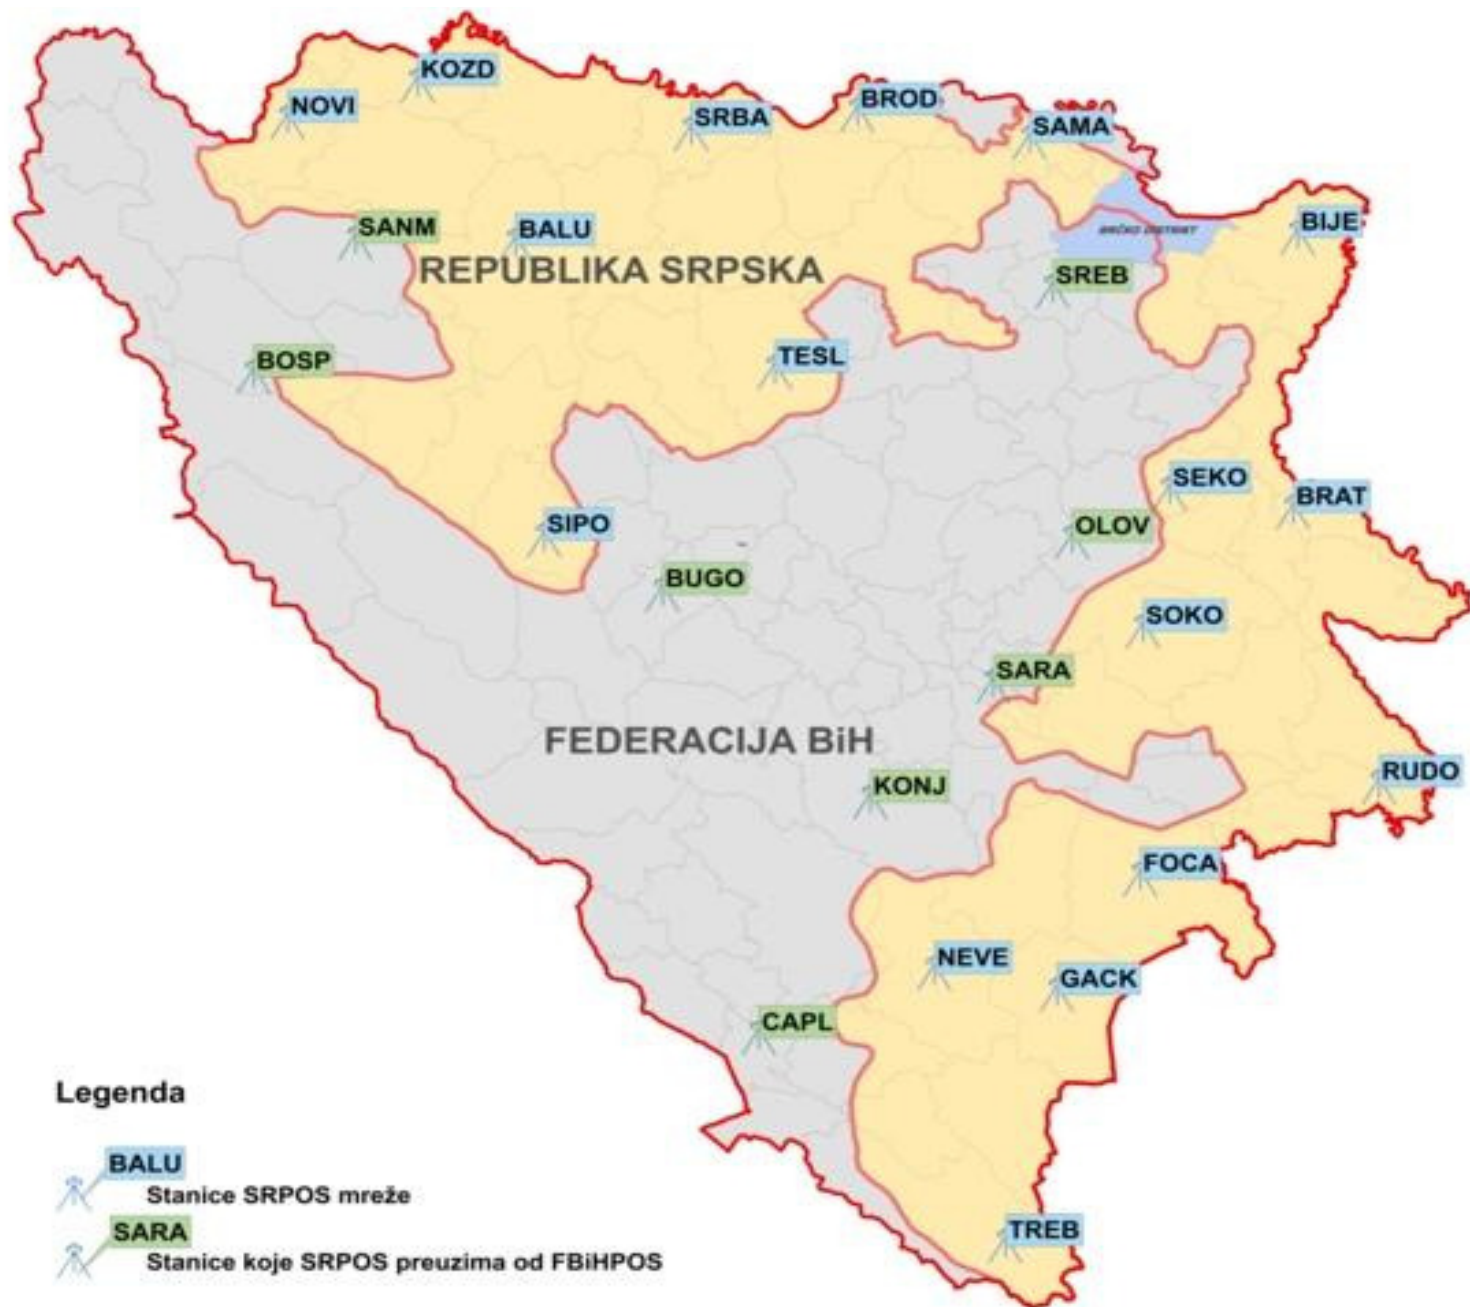 KOZD
NOVI
BROD
SRBA
SAMA
SANM
BALU
BIJE
BRČKO DISTRIKT
REPUBLIKA SRPSKA
SREB
BOSP
TESL
SEKO
BRAT
SIPO
OLOV
BUGO
SOKO
SARA
FEDERACIJA BiH
KONJ
RUDO
FOCA
NEVE
GACK
CAPL
TREB
Legenda
BALU
Stanice SRPOS mreže
SARA
Stanice koje SRPOS preuzima od FBiHPOS